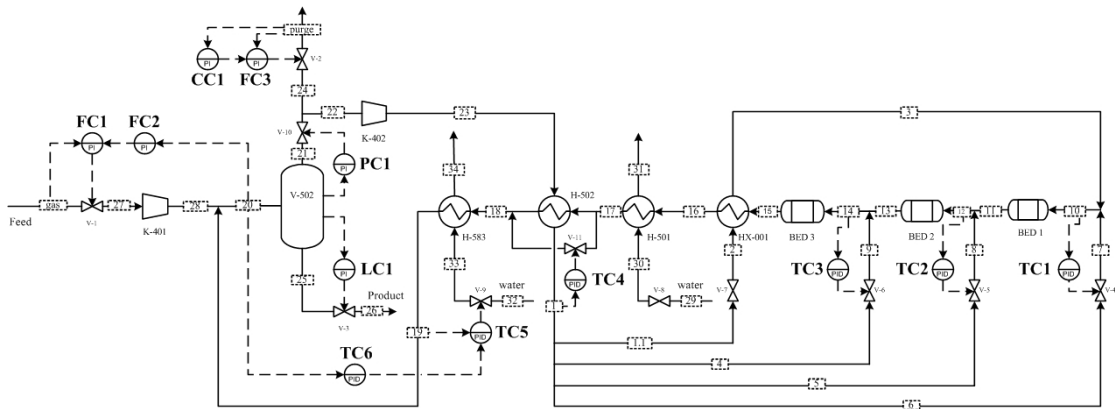 purge
PI
PI
V-2
CC1
FC3
24
22
23
3
K-402
FC1
FC2
V-10
PI
PI
21
PI
PC1
34
31
V-502
H-502
gas
27
28
20
18
17
16
15
14
13
12
11
10
Feed
V-1
K-401
H-583
H-501
HX-001
BED 3
BED 2
BED 1
V-11
33
30
2
9
8
7
25
PI
LC1
TC4
TC3
TC2
TC1
PID
PID
PID
PID
V-9
water
32
1
V-8
water
29
V-7
V-6
V-5
V-4
Product
26
V-3
19
PID
TC5
1.1
TC6
PID
4
5
6